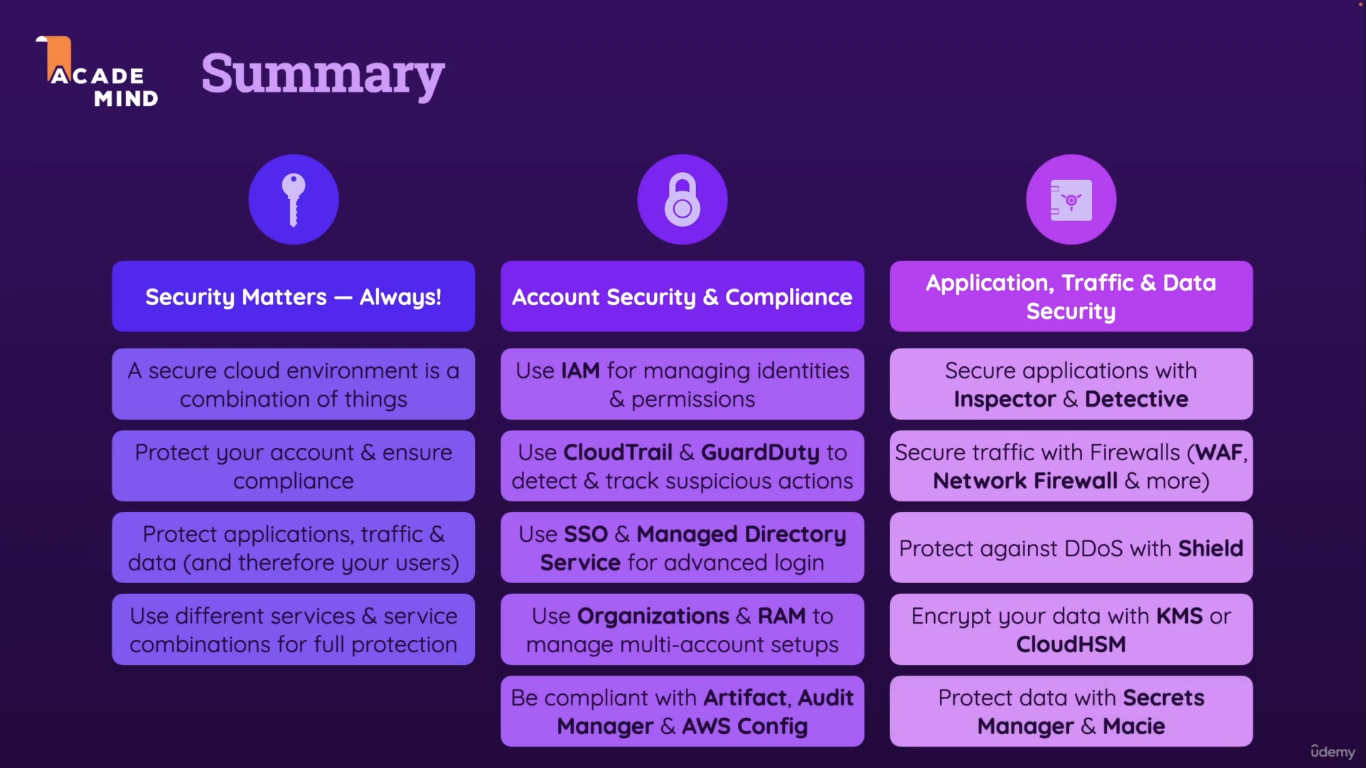 ACADE
MIND
Summary
Security Matters — Always!
A secure cloud environment is a
combination of things
Protect your account & ensure
compliance
Protect applications, traffic &
data (and therefore your users)
Use different services & service
combinations for full protection
Account Security & Compliance
Use IAM for managing identities
& permissions
Use CloudTrail & GuardDuty to
detect & track suspicious actions
Use SSO & Managed Directory
Service for advanced login
Use Organizations & RAM to
manage multi-account setups
Be compliant with Artifact, Audit
Manager & AWS Config
Application, Traffic & Data
Security
Secure applications with
Inspector & Detective
Secure traffic with Firewalls (WAF,
Network Firewall & more)
Protect against DDoS with Shield
Encrypt your data with KMS or
CloudHSM
Protect data with Secrets
Manager & Macie
udemy